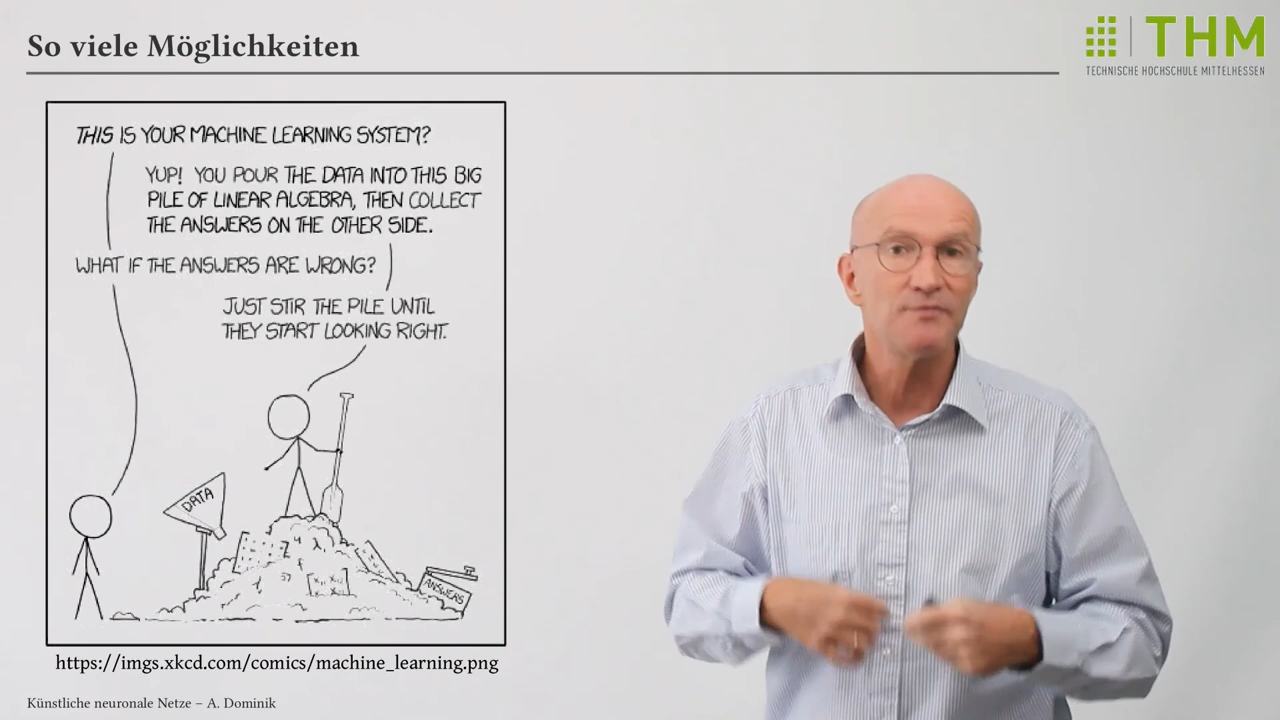 So viele Möglichkeiten
THM
TECHNISCHE HOCHSCHULE MITTELHESSEN
THIS IS YOUR MACHINE LEARNING SYSTEM?
YUP! YOU POUR THE DATA INTO THIS BIG
PILE OF LINEAR ALGEBRA, THEN COLLECT
THE ANSWERS ON THE OTHER SIDE.
WHAT IF THE ANSWERS ARE WRONG?
JUST STIR THE PILE UNTIL
THEY START LOOKING RIGHT.
DATA
ANSWERS
https://imgs.xkcd.com/comics/machine_learning.png
Künstliche neuronale Netze – A. Dominik